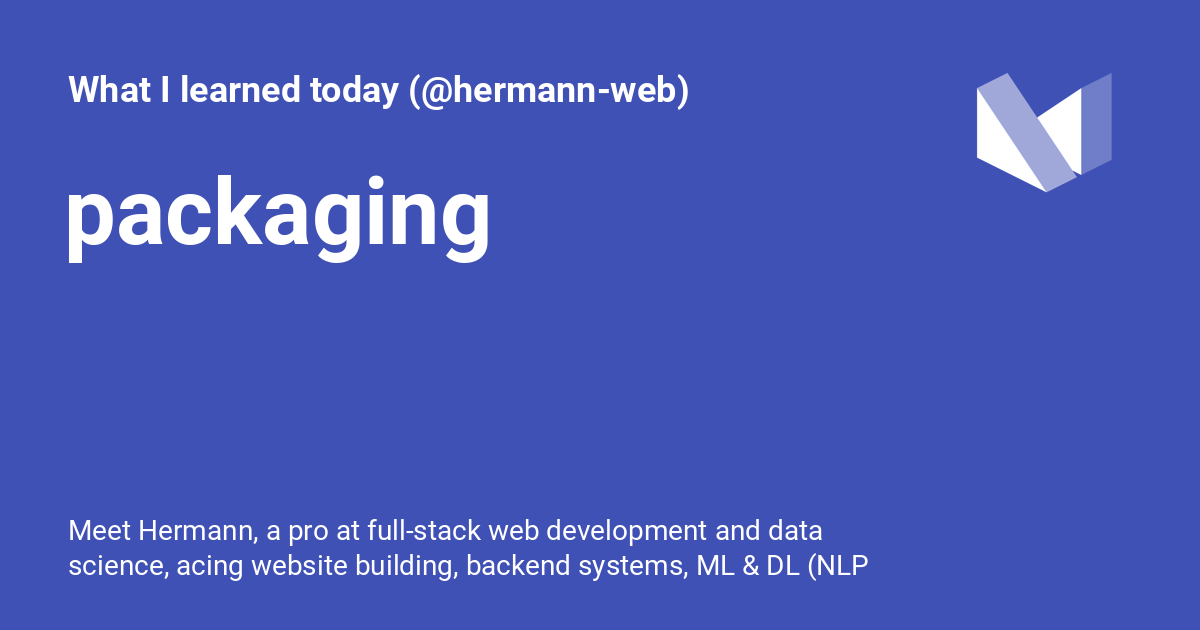 What I learned today (@hermann-web)
packaging
Meet Hermann, a pro at full-stack web development and data
science, acing website building, backend systems, ML & DL (NLP